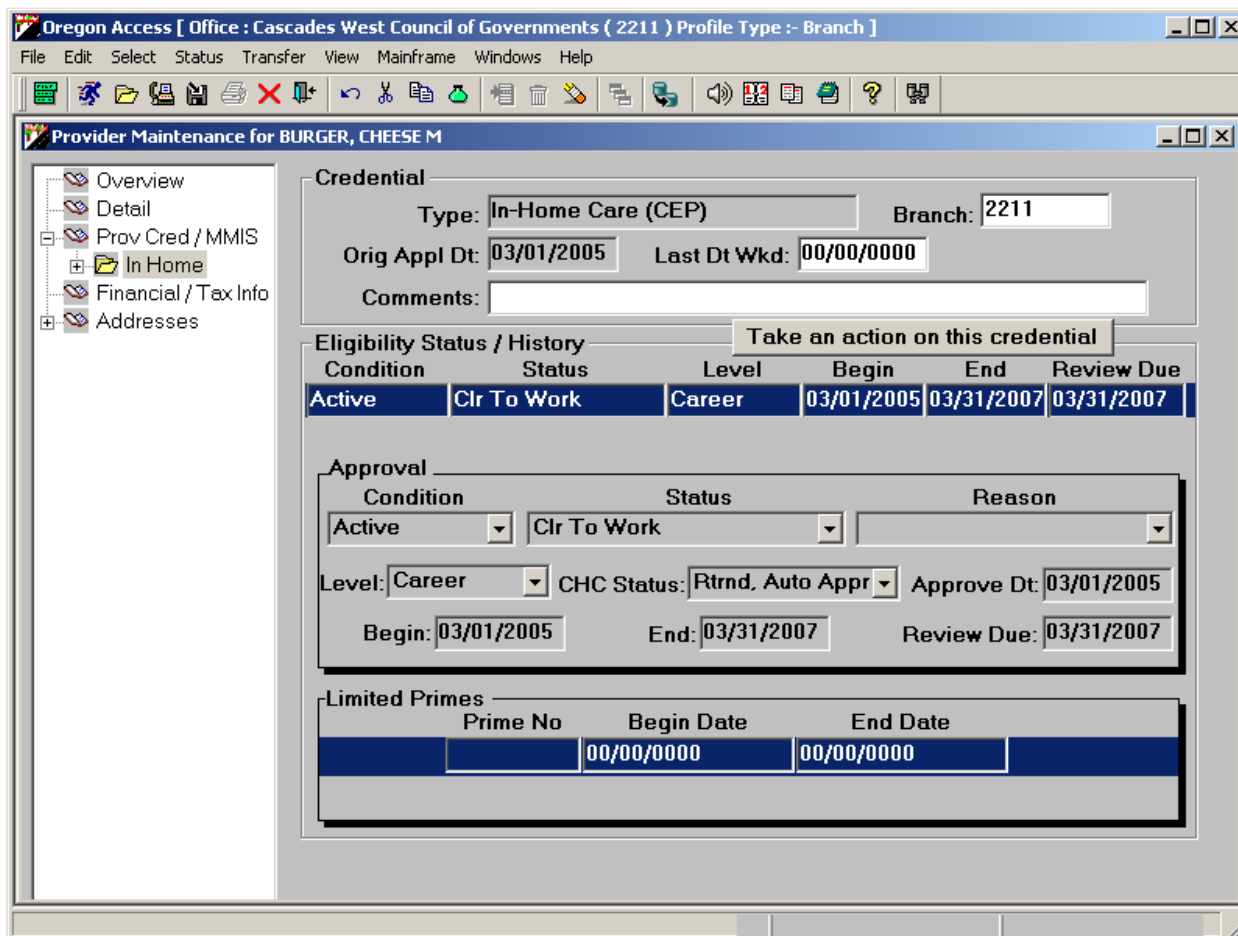 Oregon Access [ Office : Cascades West Council of Governments ( 2211 ) Profile Type :- Branch ]
File Edit Select Status Transfer View Mainframe Windows Help
Provider Maintenance for BURGER, CHEESE M
Overview
Detail
Prov Cred / MMIS
In Home
Financial / Tax Info
Addresses
Credential
Type: In-Home Care (CEP) Branch: 2211
Orig Appl Dt: 03/01/2005 Last Dt Wkd: 00/00/0000
Comments:
Take an action on this credential
Eligibility Status / History
Condition Status Level Begin End Review Due
Active Clr To Work Career 03/01/2005 03/31/2007 03/31/2007
Approval
Condition Status Reason
Active Clr To Work
Level: Career CHC Status: Rtrnd, Auto Appr Approve Dt: 03/01/2005
Begin: 03/01/2005 End: 03/31/2007 Review Due: 03/31/2007
Limited Primes
Prime No Begin Date End Date
00/00/0000 00/00/0000